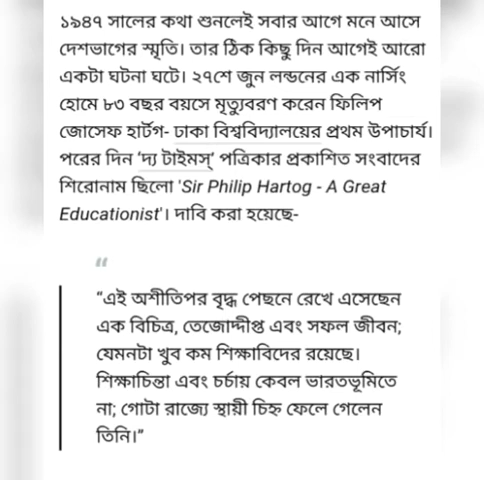 ১৯৪৭ সালের কথা শুনলেই সবার আগে মনে আসে
দেশভাগের স্মৃতি। তার ঠিক কিছু দিন আগেই আরো
একটা ঘটনা ঘটে। ২৭শে জুন লন্ডনের এক নার্সিং
হোমে ৮৩ বছর বয়সে মৃত্যুবরণ করেন ফিলিপ
জোসেফ হার্টগ- ঢাকা বিশ্ববিদ্যালয়ের প্রথম উপাচার্য।
পরের দিন ‘দ্য টাইমস্’ পত্রিকার প্রকাশিত সংবাদের
শিরোনাম ছিলো 'Sir Philip Hartog - A Great
Educationist'। দাবি করা হয়েছে-
“
“এই অশীতিপর বৃদ্ধ পেছনে রেখে এসেছেন
এক বিচিত্র, তেজোদ্দীপ্ত এবং সফল জীবন;
যেমনটা খুব কম শিক্ষাবিদের রয়েছে।
শিক্ষাচিন্তা এবং চর্চায় কেবল ভারতভূমিতে
না; গোটা রাজ্যে স্থায়ী চিহ্ন ফেলে গেলেন
তিনি।”